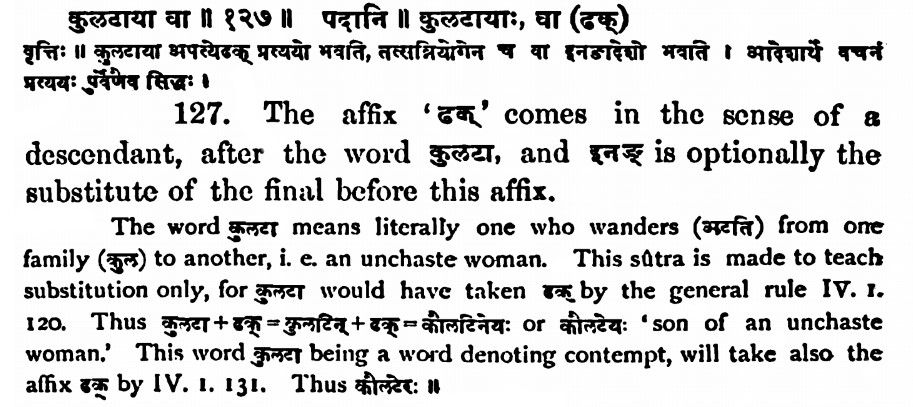 कुलटाया वा ॥ १२७ ॥ पदानि ॥ कुलटायाः, वा (ढक्)
वृत्तिः ॥ कुलटाया अपत्येढक् प्रत्ययो भवति, तत्सन्नियोगेन च वा इनङादेशो भवति । आदेशार्थे वचनं
प्रत्ययः पूर्वेणैव सिद्धः ।
127. The affix 'ढक्' comes in the sense of a
descendant, after the word कुलटा, and इनङ् is optionally the
substitute of the final before this affix.
The word कुलटा means literally one who wanders (अटति) from one
family (कुल) to another, i. e. an unchaste woman. This sûtra is made to teach
substitution only, for कुलटा would have taken ढक् by the general rule IV. 1.
120. Thus कुलटा + ढक् = कुलटिन् + ढक् = कौलटिनेयः or कौलटेयः 'son of an unchaste
woman.' This word कुलटा being a word denoting contempt, will take also the
affix ढक् by IV. 1. 131. Thus कौलटेरः ॥